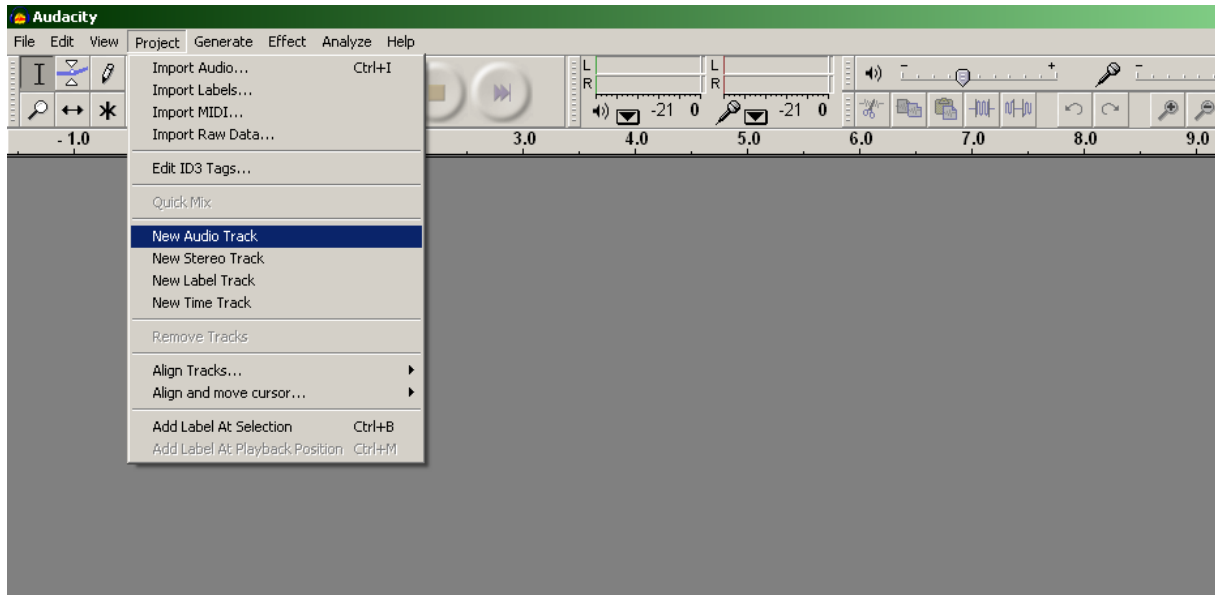 Audacity
File Edit View Project Generate Effect Analyze Help
Import Audio... Ctrl+I
Import Labels...
Import MIDI...
Import Raw Data...
Edit ID3 Tags...
Quick Mix
New Audio Track
New Stereo Track
New Label Track
New Time Track
Remove Tracks
Align Tracks...
Align and move cursor...
Add Label At Selection Ctrl+B
Add Label At Playback Position Ctrl+M
L L
R R
-21 0 -21 0
- 1.0 3.0 4.0 5.0 6.0 7.0 8.0 9.0